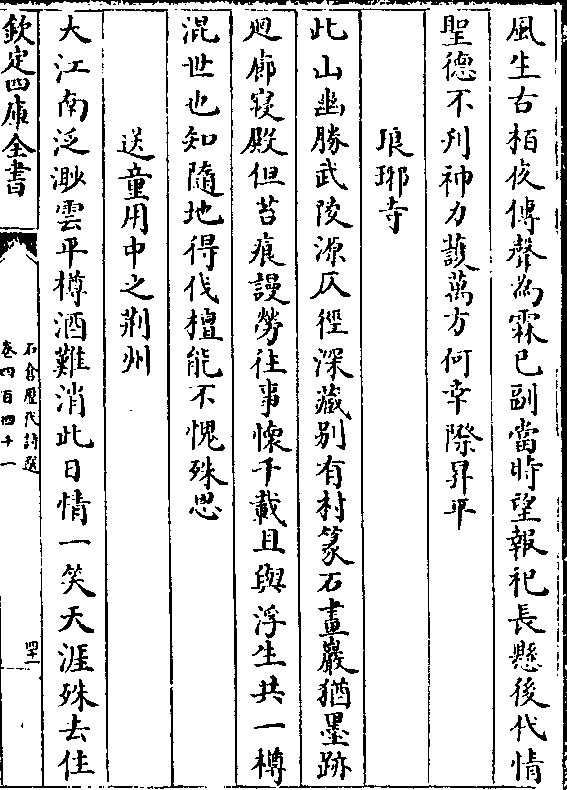 風生古栢夜傳聲為霖已副當時望報祀長懸後代情
聖德不刋神力䕶萬方何幸際昇平
琅琊寺
此山幽勝武陵源仄徑深藏别有村篆石畫巖猶墨跡
廻廊寝殿但苔痕謾勞往事懷千載且與浮生共一樽
混世也知隨地得伐檀能不愧殊恩
送童用中之荆州
大江南泛渺雲平樽酒難消此日情一笑天涯殊去住
欽定四庫全書
石倉歴代詩選
卷四百四十一
四十二